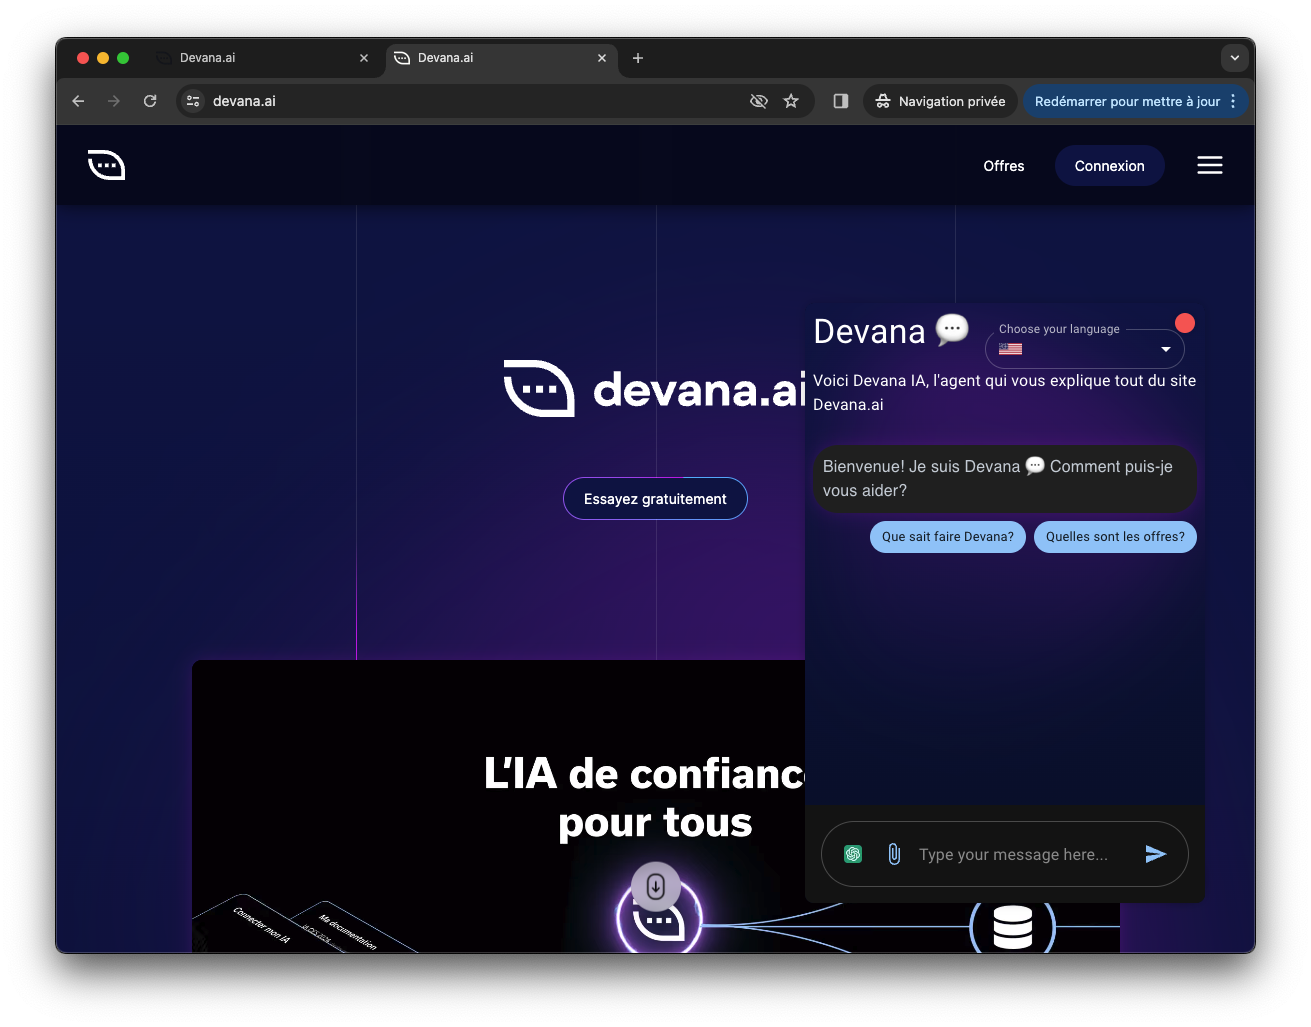 Devana.ai
Devana.ai
devana.ai
Navigation privée
Redémarrer pour mettre à jour
Offres
Connexion
devana.ai
Essayez gratuitement
Devana 💬
Choose your language
Voici Devana IA, l'agent qui vous explique tout du site
Devana.ai
Bienvenue! Je suis Devana 💬 Comment puis-je
vous aider?
Que sait faire Devana?
Quelles sont les offres?
L'IA de confianc
pour tous
Type your message here...
Connecter mon IA
Ma documentation